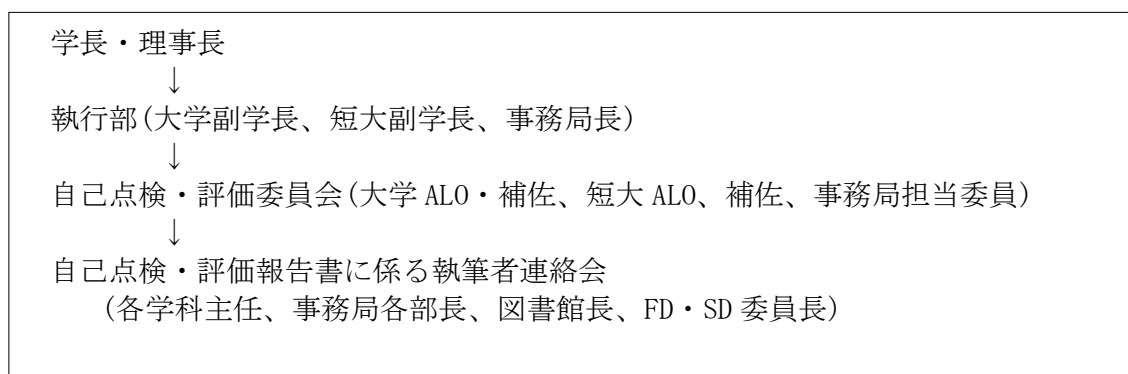 学長・理事長
↓
執行部(大学副学長、短大副学長、事務局長)
↓
自己点検・評価委員会(大学 ALO・補佐、短大 ALO、補佐、事務局担当委員)
↓
自己点検・評価報告書に係る執筆者連絡会
(各学科主任、事務局各部長、図書館長、FD・SD 委員長)